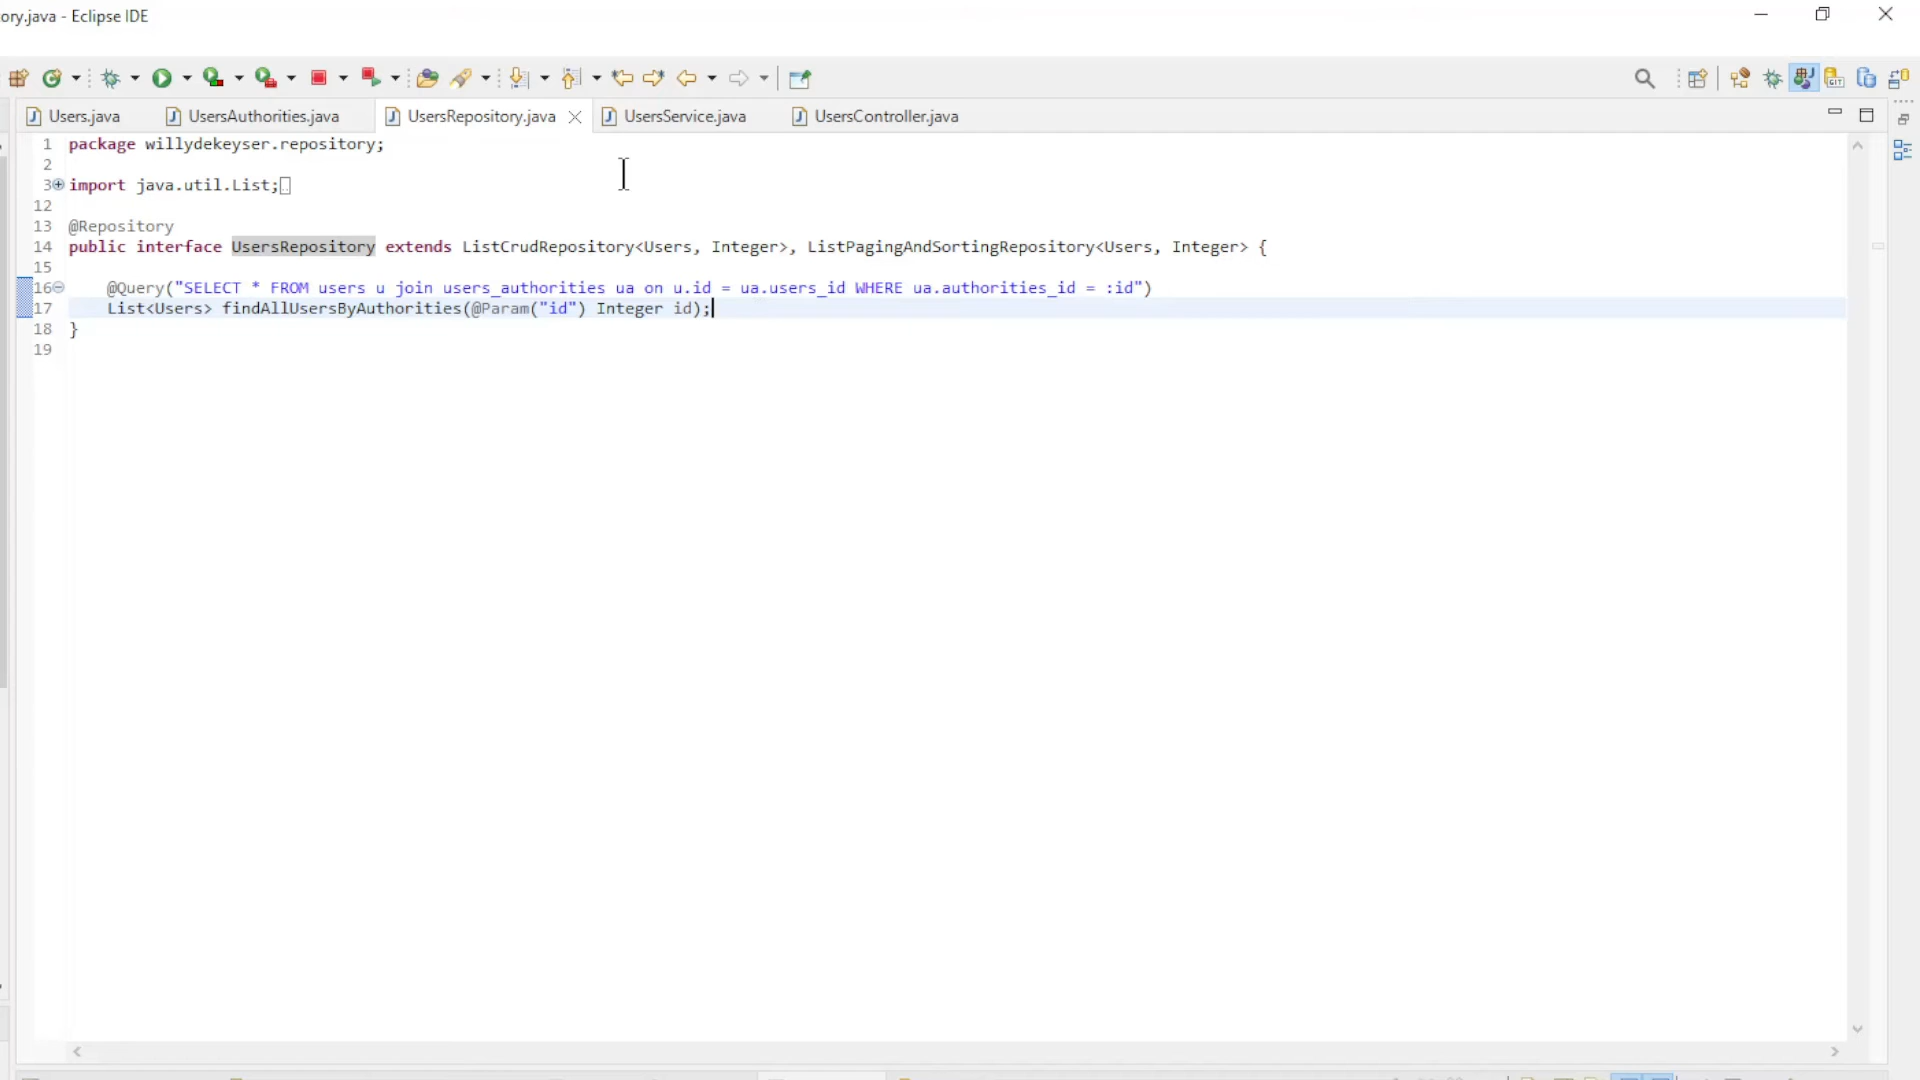 ory.java - Eclipse IDE
Users.java UsersAuthorities.java UsersRepository.java UsersService.java UsersController.java
1 package willydekeyser.repository;
2
3 import java.util.List;
12
13 @Repository
14 public interface UsersRepository extends ListCrudRepository<Users, Integer>, ListPagingAndSortingRepository<Users, Integer> {
15
16 @Query("SELECT * FROM users u join users_authorities ua on u.id = ua.users_id WHERE ua.authorities_id = :id")
17 List<Users> findAllUsersByAuthorities(@Param("id") Integer id);
18 }
19